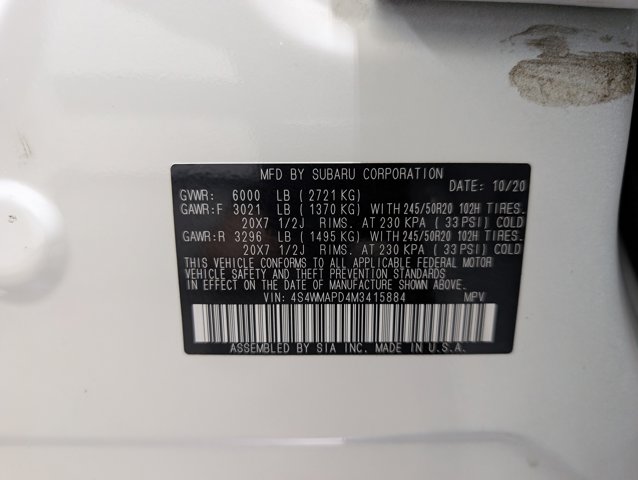 MFD BY SUBARU CORPORATION
DATE: 10/20
GVWR: 6000 LB ( 2721 KG)
GAWR:F 3021 LB ( 1370 KG) WITH 245/50R20 102H TIRES.
20X7 1/2J RIMS. AT 230 KPA ( 33 PSI) COLD
GAWR:R 3296 LB ( 1495 KG) WITH 245/50R20 102H TIRES.
20X7 1/2J RIMS. AT 230 KPA ( 33 PSI) COLD
THIS VEHICLE CONFORMS TO ALL APPLICABLE FEDERAL MOTOR
VEHICLE SAFETY AND THEFT PREVENTION STANDARDS
IN EFFECT ON THE DATE OF MANUFACTURE SHOWN ABOVE.
VIN: 4S4WMAPD4M3415884 MPV
ASSEMBLED BY SIA INC. MADE IN U.S.A.